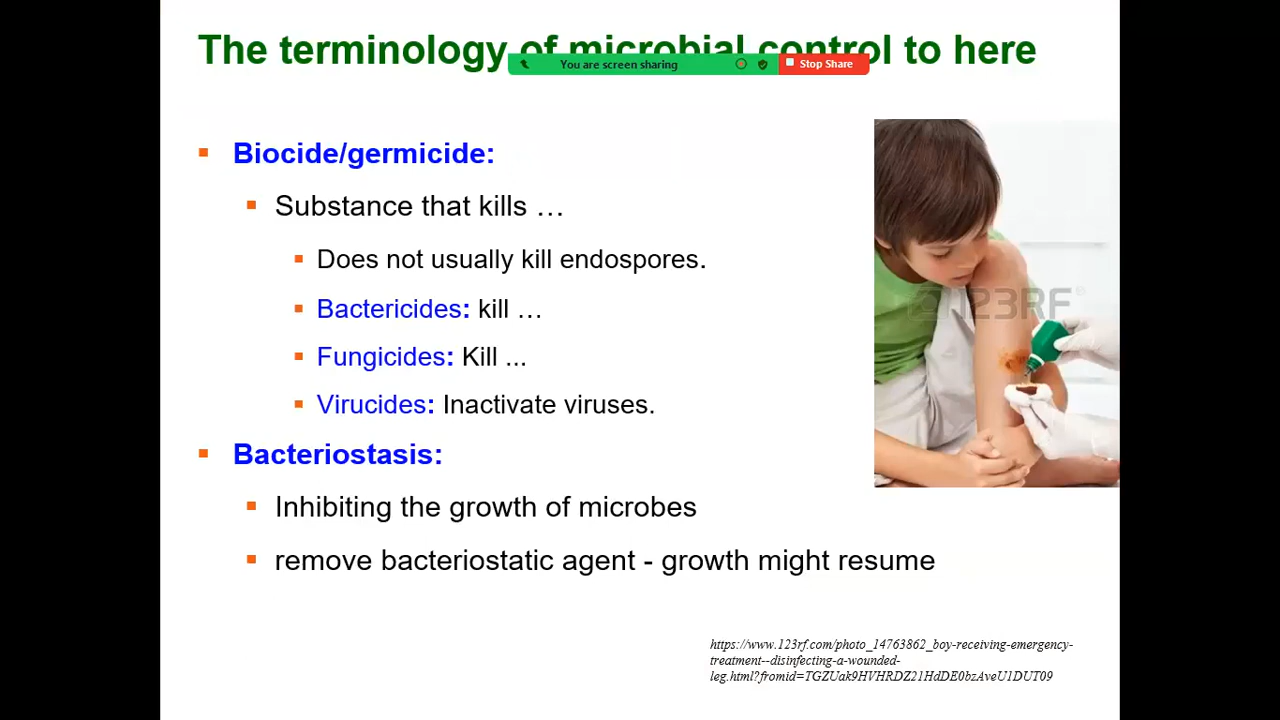 The terminology of microbial control to here
You are screen sharing
Stop Share
Biocide/germicide:
Substance that kills …
Does not usually kill endospores.
Bactericides: kill …
Fungicides: Kill ...
Virucides: Inactivate viruses.
Bacteriostasis:
Inhibiting the growth of microbes
remove bacteriostatic agent - growth might resume
123RF
https://www.123rf.com/photo_14763862_boy-receiving-emergency-
treatment--disinfecting-a-wounded-
leg.html?fromid=TGZUak9HVHRDZ21HdDE0bzAveU1DUT09